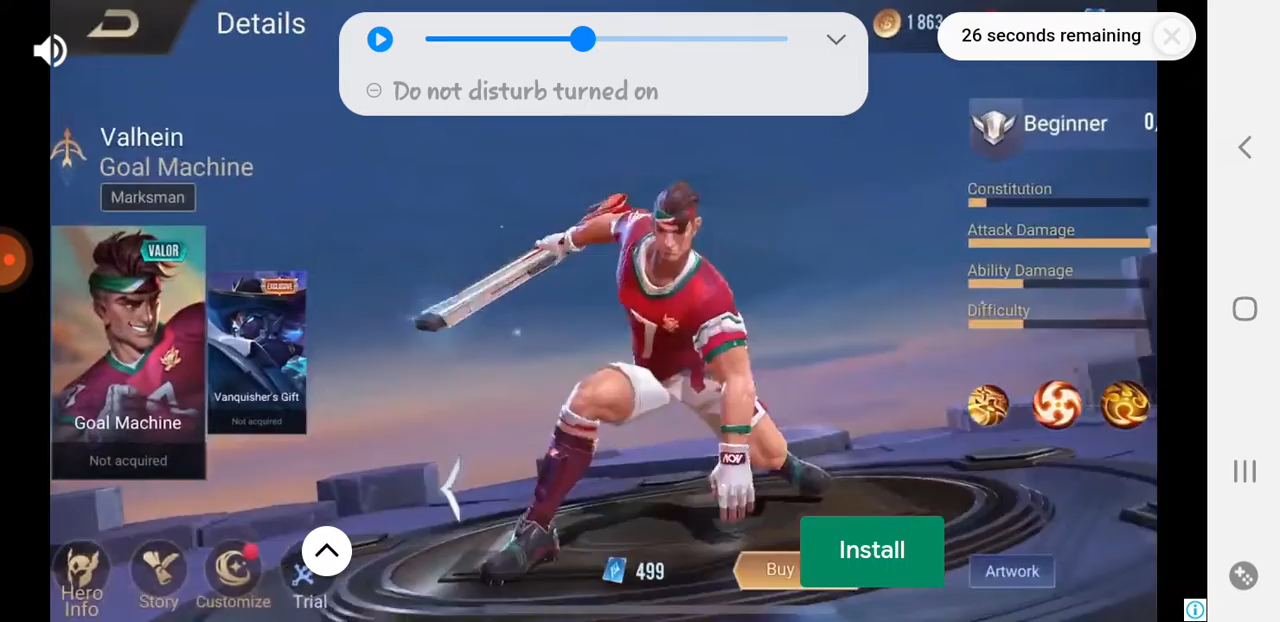 Details
1863
26 seconds remaining
Do not disturb turned on
Valhein
Goal Machine
Marksman
VALOR
Goal Machine
Not acquired
EXCLUSIVE
Vanquisher's Gift
Not acquired
Beginner
0/
Constitution
Attack Damage
Ability Damage
Difficulty
AOV
499
Buy
Install
Artwork
Hero
Info
Story
Customize
Trial